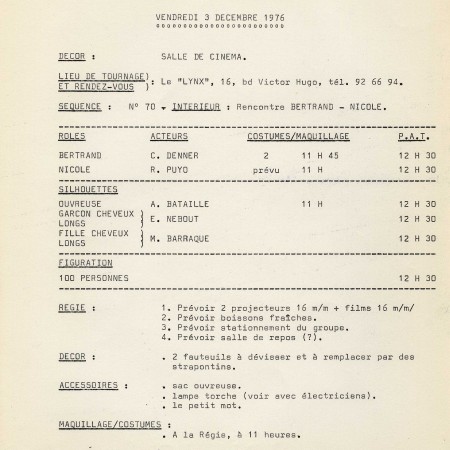 VENDREDI 3 DECEMBRE 1976
DECOR : SALLE DE CINEMA.
LIEU DE TOURNAGE)
ET RENDEZ-VOUS ): Le "LYNX", 16, bd Victor Hugo, tél. 92 66 94.
SEQUENCE : N° 70 - INTERIEUR : Rencontre BERTRAND - NICOLE.
ROLES ACTEURS COSTUMES/MAQUILLAGE P.A.T.
BERTRAND C. DENNER 2 11 H 45 12 H 30
NICOLE R. PUYO prévu 11 H 12 H 30
SILHOUETTES
OUVREUSE A. BATAILLE 11 H 12 H 30
GARCON CHEVEUX )
LONGS ) E. NEBOUT 12 H 30
FILLE CHEVEUX )
LONGS ) M. BARRAQUE 12 H 30
FIGURATION
100 PERSONNES 12 H 30
REGIE : 1. Prévoir 2 projecteurs 16 m/m + films 16 m/m/
2. Prévoir boissons fraîches.
3. Prévoir stationnement du groupe.
4. Prévoir salle de repos (?).
DECOR : . 2 fauteuils à dévisser et à remplacer par des
strapontins.
ACCESSOIRES : . sac ouvreuse.
. lampe torche (voir avec électriciens).
. le petit mot.
MAQUILLAGE/COSTUMES :
. A la Régie, à 11 heures.